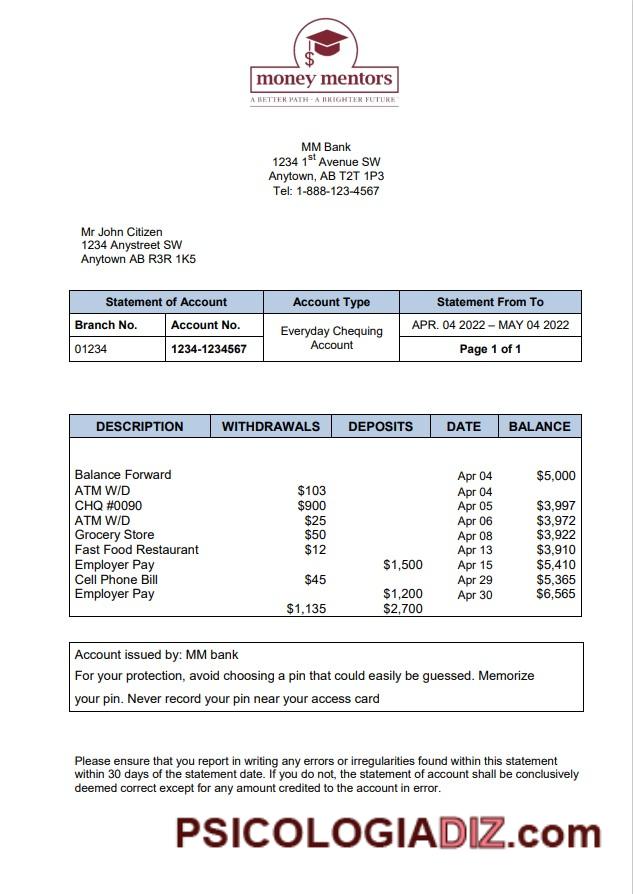 $
money mentors
A BETTER PATH · A BRIGHTER FUTURE
MM Bank
1234 1st Avenue SW
Anytown, AB T2T 1P3
Tel: 1-888-123-4567
Mr John Citizen
1234 Anystreet SW
Anytown AB R3R 1K5
Statement of Account Account Type Statement From To
Branch No. Account No. Everyday Chequing Account APR. 04 2022 – MAY 04 2022
01234 1234-1234567 Page 1 of 1
DESCRIPTION WITHDRAWALS DEPOSITS DATE BALANCE
Balance Forward Apr 04 $5,000
ATM W/D $103 Apr 04
CHQ #0090 $900 Apr 05 $3,997
ATM W/D $25 Apr 06 $3,972
Grocery Store $50 Apr 08 $3,922
Fast Food Restaurant $12 Apr 13 $3,910
Employer Pay $1,500 Apr 15 $5,410
Cell Phone Bill $45 Apr 29 $5,365
Employer Pay $1,200 Apr 30 $6,565
$1,135 $2,700
Account issued by: MM bank
For your protection, avoid choosing a pin that could easily be guessed. Memorize
your pin. Never record your pin near your access card
Please ensure that you report in writing any errors or irregularities found within this statement
within 30 days of the statement date. If you do not, the statement of account shall be conclusively
deemed correct except for any amount credited to the account in error.
PSICOLOGIADIZ.com